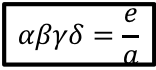 αβγδ = e/a